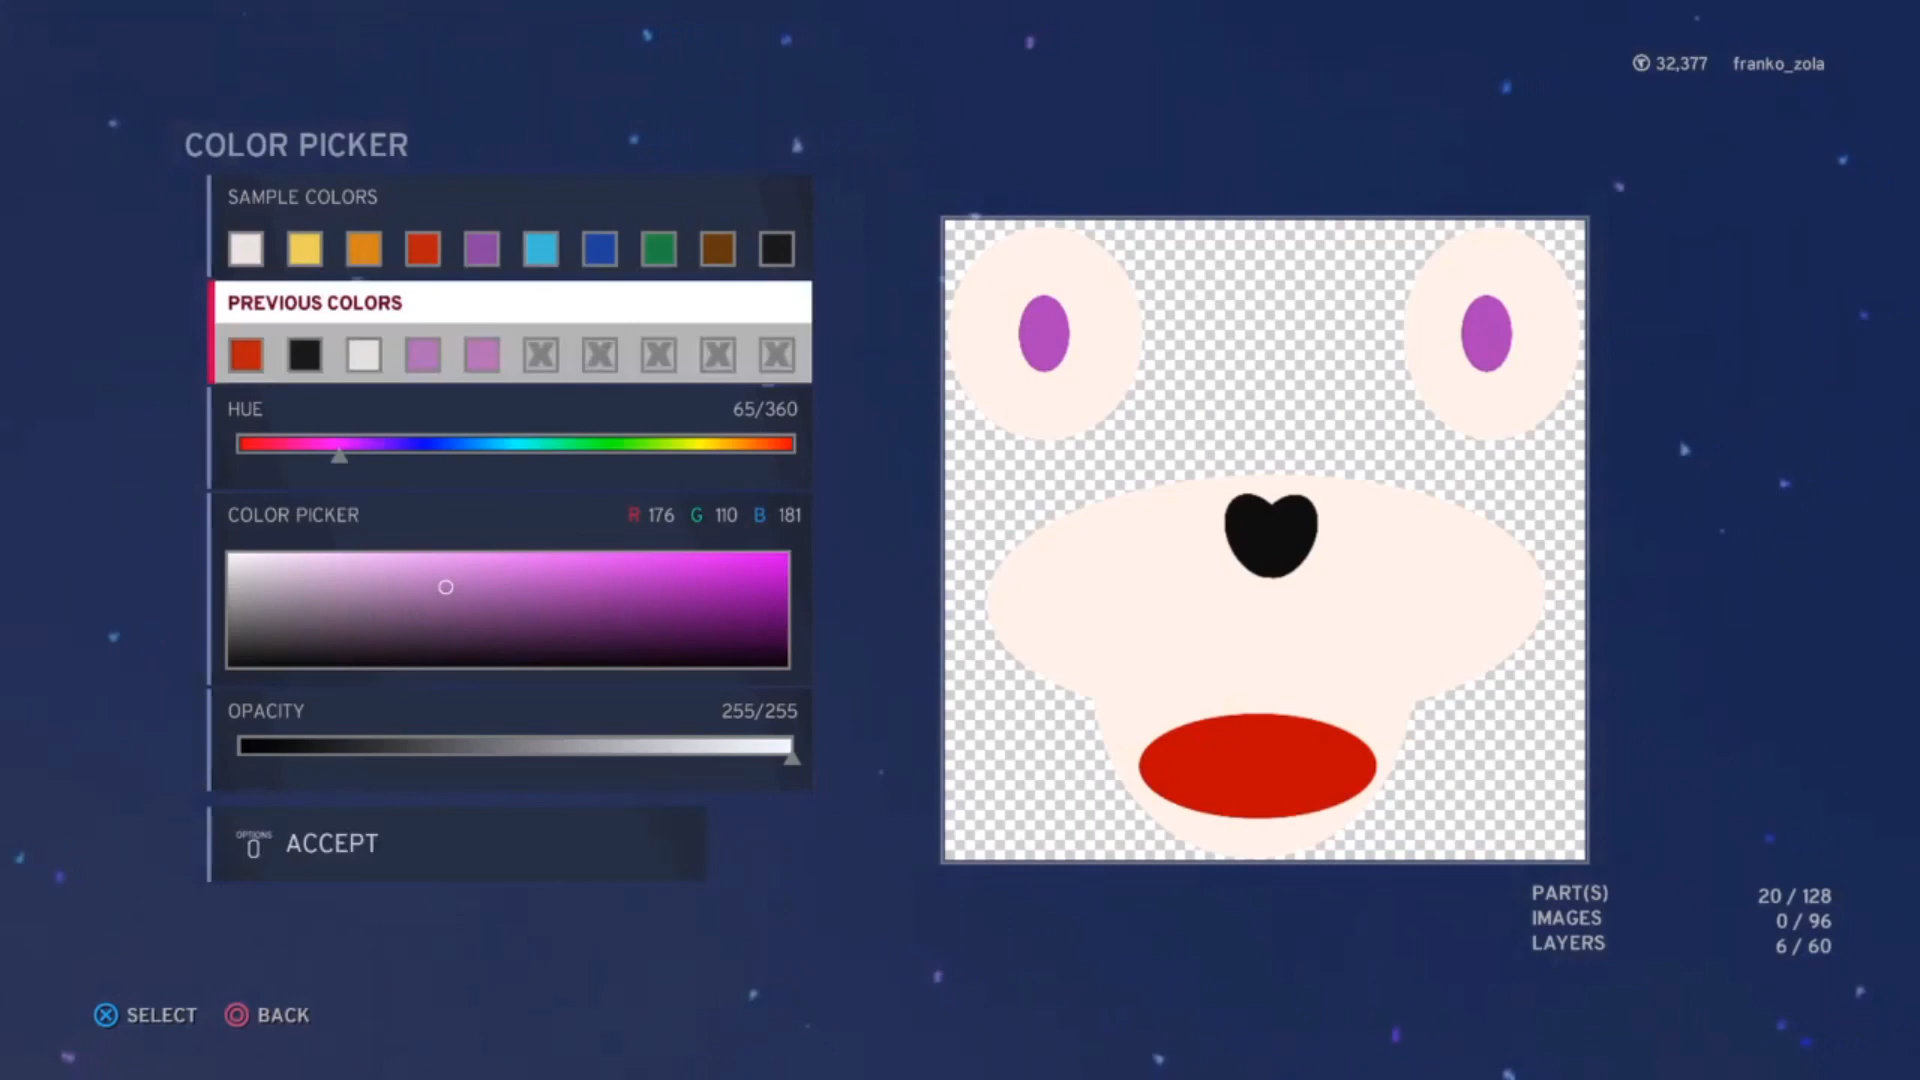 32,377 franko_zola
COLOR PICKER
SAMPLE COLORS
PREVIOUS COLORS
HUE 65/360
COLOR PICKER R 176 G 110 B 181
OPACITY 255/255
OPTIONS
ACCEPT
PART(S) 20 / 128
IMAGES 0 / 96
LAYERS 6 / 60
SELECT BACK